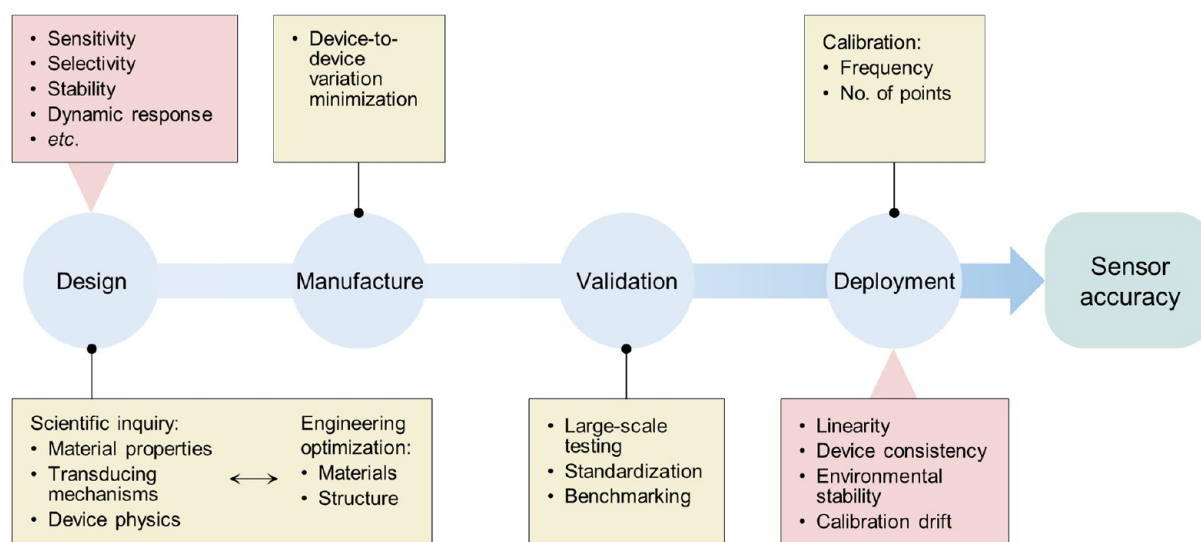 • Sensitivity
• Selectivity
• Stability
• Dynamic response
• etc.
• Device-to-
device
variation
minimization
Calibration:
• Frequency
• No. of points
Design
Manufacture
Validation
Deployment
Sensor
accuracy
Scientific inquiry:
• Material properties
• Transducing
mechanisms
• Device physics
Engineering
optimization:
• Materials
• Structure
• Large-scale
testing
• Standardization
• Benchmarking
• Linearity
• Device consistency
• Environmental
stability
• Calibration drift